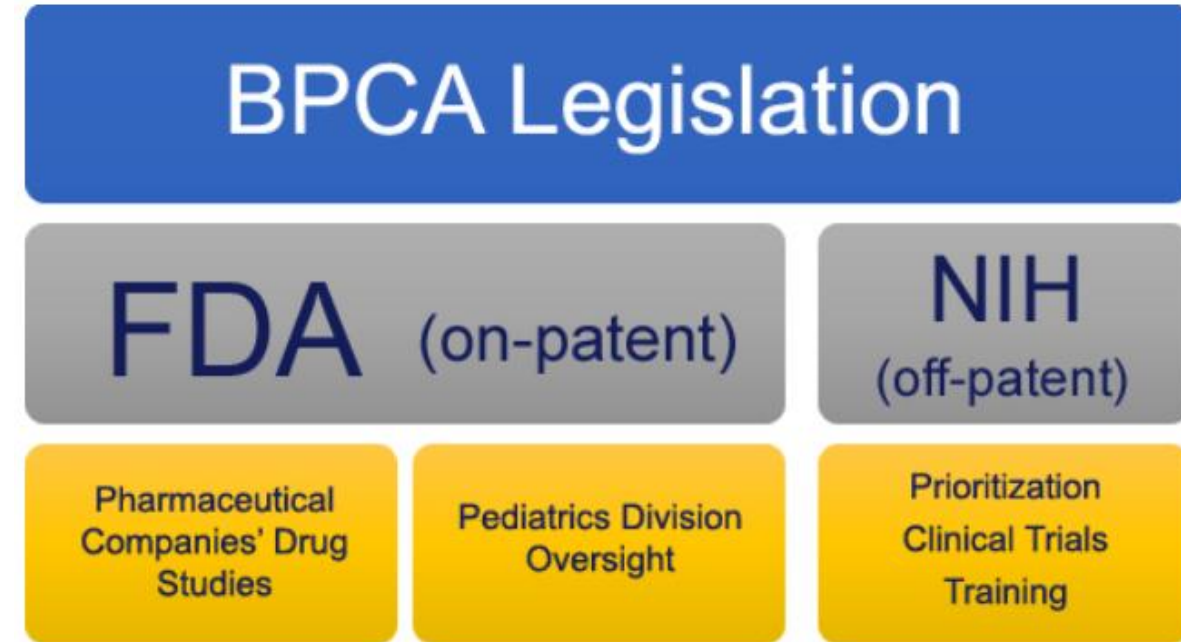 BPCA Legislation
FDA (on-patent)
NIH
(off-patent)
Pharmaceutical
Companies' Drug
Studies
Pediatrics Division
Oversight
Prioritization
Clinical Trials
Training